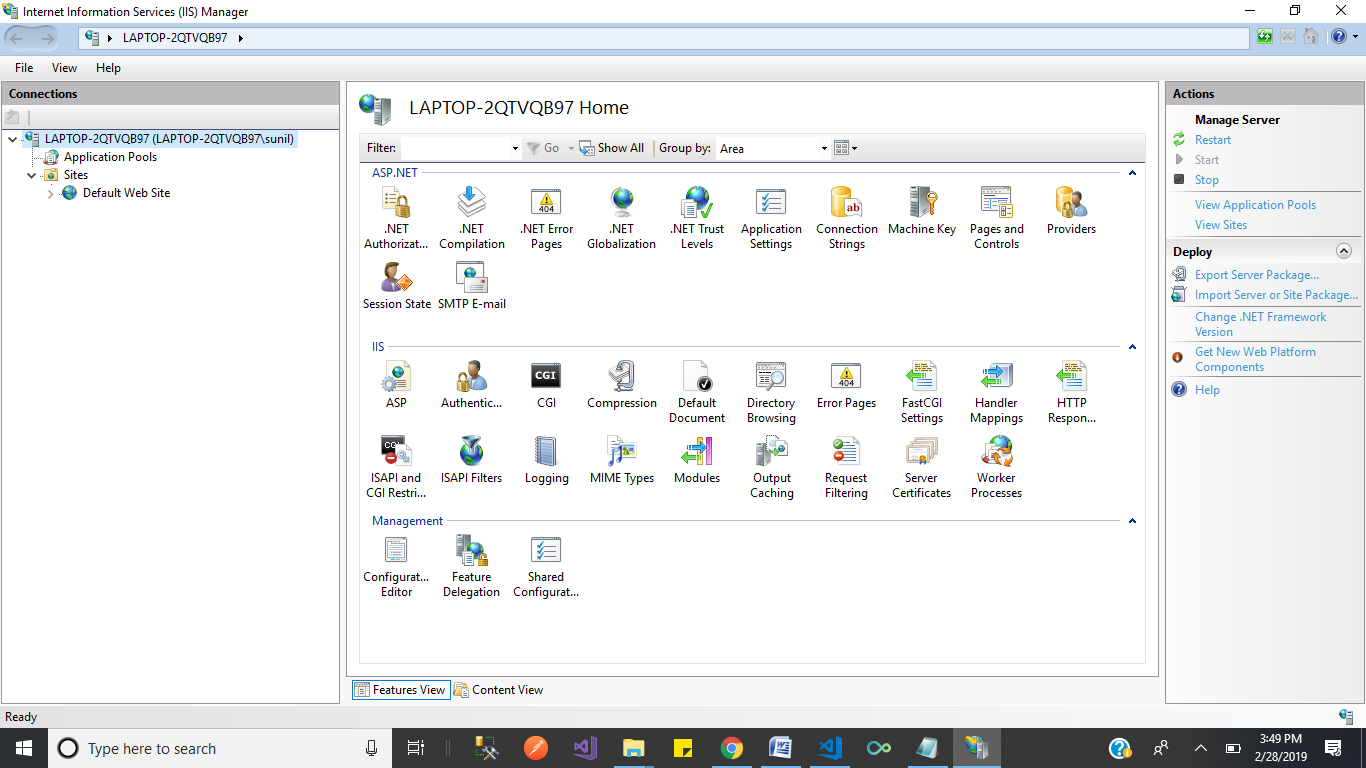 Internet Information Services (IIS) Manager
LAPTOP-2QTVQB97
File View Help
Connections
LAPTOP-2QTVQB97 (LAPTOP-2QTVQB97\sunil)
Application Pools
Sites
Default Web Site
LAPTOP-2QTVQB97 Home
Filter: Go Show All Group by: Area
ASP.NET
.NET Authorizat...
.NET Compilation
.NET Error Pages
.NET Globalization
.NET Trust Levels
Application Settings
Connection Strings
Machine Key
Pages and Controls
Providers
Session State
SMTP E-mail
IIS
ASP
Authentic...
CGI
Compression
Default Document
Directory Browsing
Error Pages
FastCGI Settings
Handler Mappings
HTTP Respon...
ISAPI and CGI Restri...
ISAPI Filters
Logging
MIME Types
Modules
Output Caching
Request Filtering
Server Certificates
Worker Processes
Management
Configurat... Editor
Feature Delegation
Shared Configurat...
Features View Content View
Actions
Manage Server
Restart
Start
Stop
View Application Pools
View Sites
Deploy
Export Server Package...
Import Server or Site Package...
Change .NET Framework
Version
Get New Web Platform
Components
Help
Ready
Type here to search
3:49 PM
2/28/2019